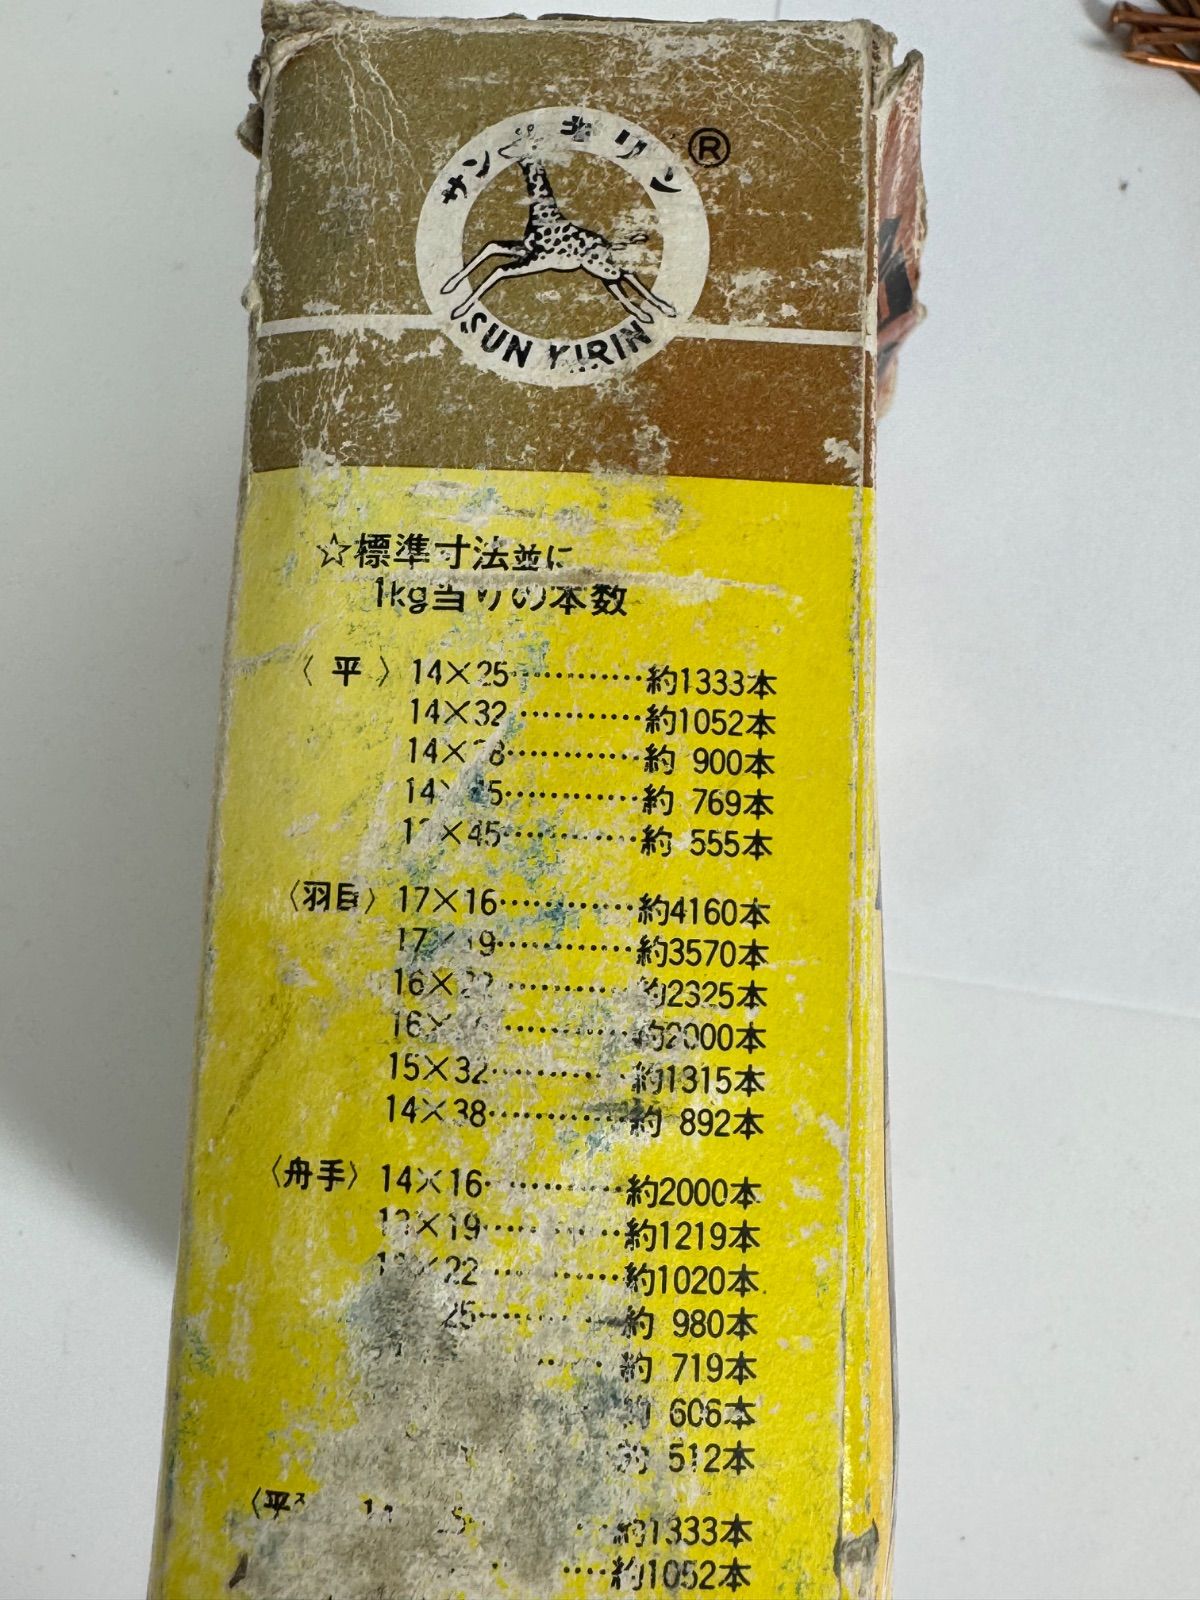 サンキリン
®
SUN KIRIN
☆標準寸法並に
1kg当りの本数
〈平〉14×25…………約1333本
14×32…………約1052本
約 900本
約 769本
×45…………約 555本
〈羽目〉17×16…………約4160本
約3570本
16× 約2325本
約2000本
15×32…………約1315本
14×38…………約 892本
〈舟手〉14×16…………約2000本
×19…………約1219本
22…………約1020本
25…………約 980本
約 719本
606本
512本
約1333本
約1052本